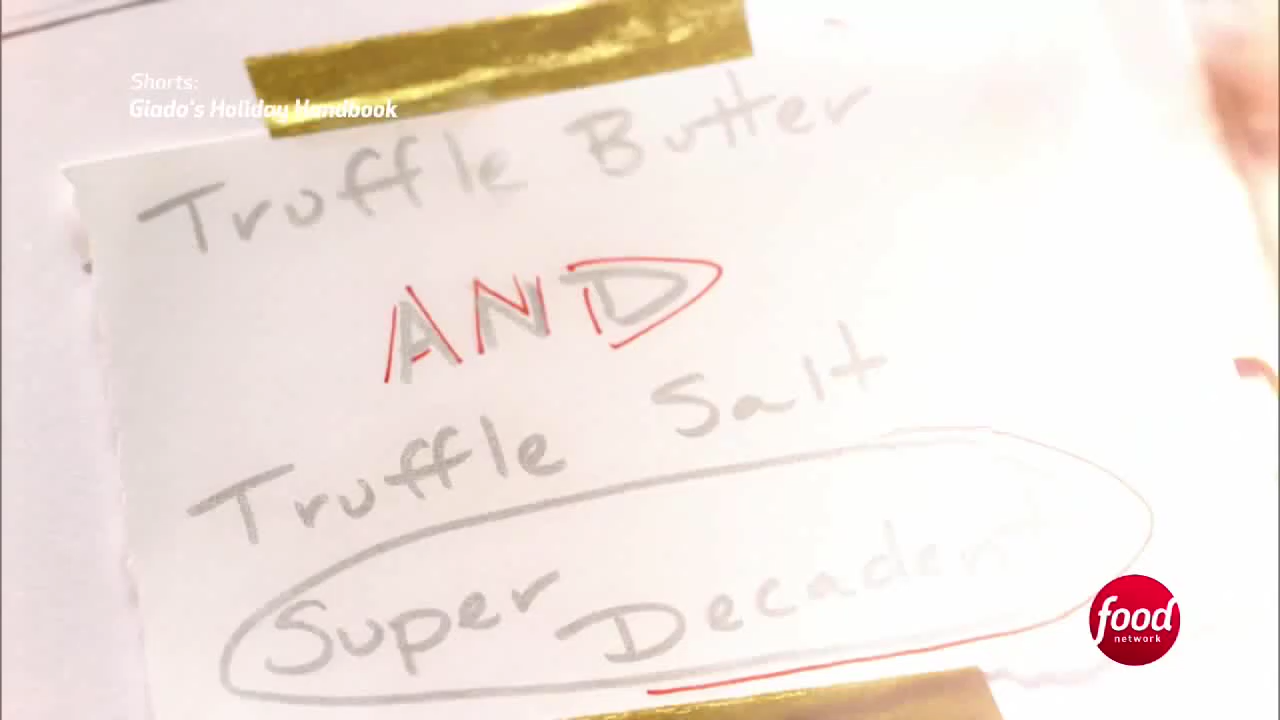 Shorts:
Giada's Holiday Handbook
Truffle Butter
AND
Truffle Salt
Super Decadent
food
network